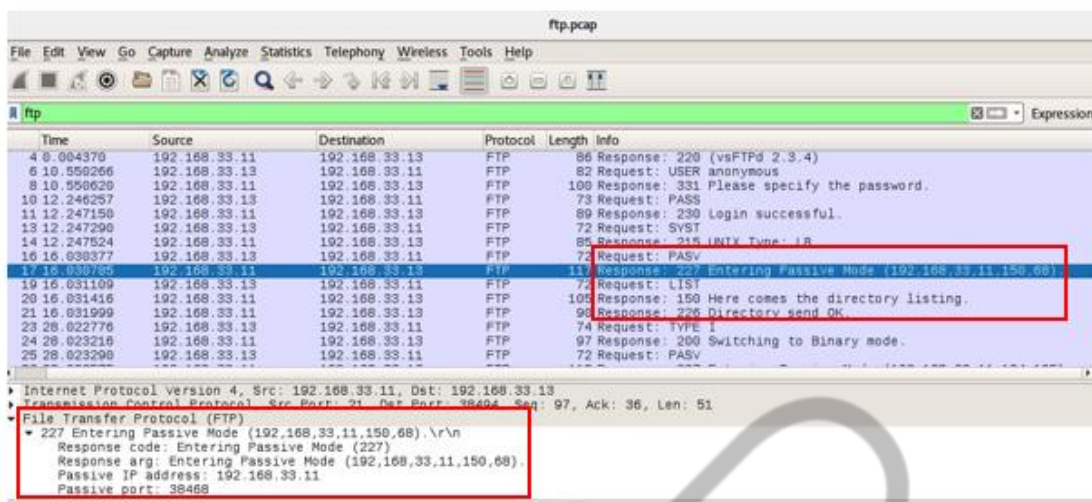 ftp.pcap
File Edit View Go Capture Analyze Statistics Telephony Wireless Tools Help
ftp Expression
Time Source Destination Protocol Length Info
4 0.004370 192.168.33.11 192.168.33.13 FTP 86 Response: 220 (vsFTPd 2.3.4)
6 10.550266 192.168.33.13 192.168.33.11 FTP 82 Request: USER anonymous
8 10.550620 192.168.33.11 192.168.33.13 FTP 100 Response: 331 Please specify the password.
10 12.246257 192.168.33.13 192.168.33.11 FTP 73 Request: PASS
11 12.247150 192.168.33.11 192.168.33.13 FTP 89 Response: 230 Login successful.
13 12.247290 192.168.33.13 192.168.33.11 FTP 72 Request: SYST
14 12.247524 192.168.33.11 192.168.33.13 FTP 85 Response: 215 UNIX Type: L8
16 16.030377 192.168.33.13 192.168.33.11 FTP 72 Request: PASV
17 16.030785 192.168.33.11 192.168.33.13 FTP 117 Response: 227 Entering Passive Mode (192,168,33,11,150,68).
19 16.031109 192.168.33.13 192.168.33.11 FTP 72 Request: LIST
20 16.031416 192.168.33.11 192.168.33.13 FTP 105 Response: 150 Here comes the directory listing.
21 16.031999 192.168.33.11 192.168.33.13 FTP 90 Response: 226 Directory send OK.
23 28.022776 192.168.33.13 192.168.33.11 FTP 74 Request: TYPE I
24 28.023216 192.168.33.11 192.168.33.13 FTP 97 Response: 200 Switching to Binary mode.
25 28.023290 192.168.33.13 192.168.33.11 FTP 72 Request: PASV
Internet Protocol Version 4, Src: 192.168.33.11, Dst: 192.168.33.13
Transmission Control Protocol, Src Port: 21, Dst Port: 38494, Seq: 97, Ack: 36, Len: 51
File Transfer Protocol (FTP)
227 Entering Passive Mode (192,168,33,11,150,68).\r\n
Response code: Entering Passive Mode (227)
Response arg: Entering Passive Mode (192,168,33,11,150,68).
Passive IP address: 192.168.33.11
Passive port: 38468